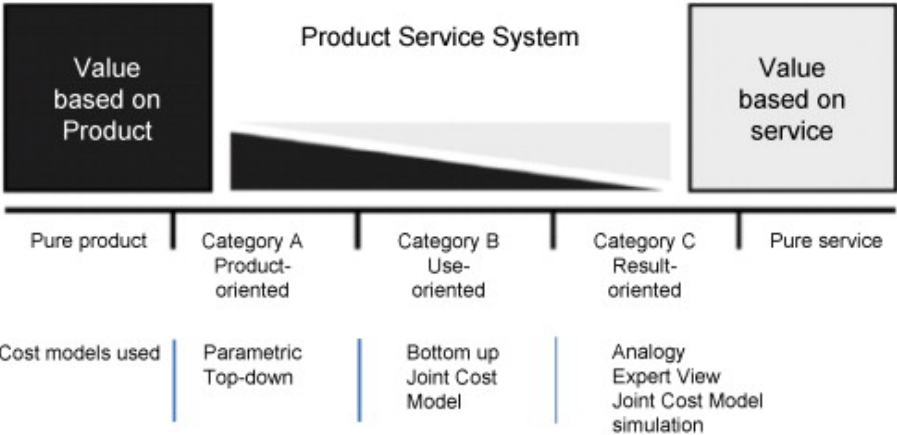 Product Service System
Value
based on
Product
Value
based on
service
Pure product
Category A
Product-
oriented
Category B
Use-
oriented
Category C
Result-
oriented
Pure service
Cost models used
Parametric
Top-down
Bottom up
Joint Cost
Model
Analogy
Expert View
Joint Cost Model
simulation